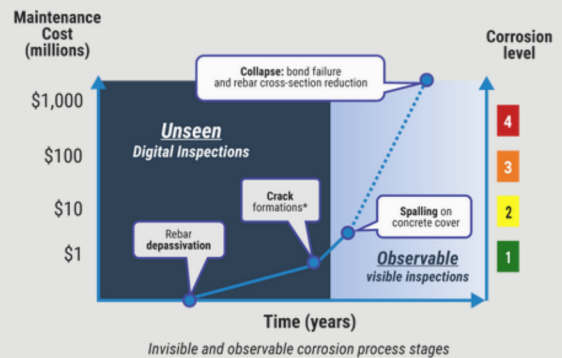 Maintenance
Cost
(millions)
Corrosion
level
Collapse: bond failure
and rebar cross-section reduction
$1,000
$100
$10
$1
Unseen
Digital Inspections
4
3
2
1
Crack
formations*
Rebar
depassivation
Spalling on
concrete cover
Observable
visible inspections
Time (years)
Invisible and observable corrosion process stages